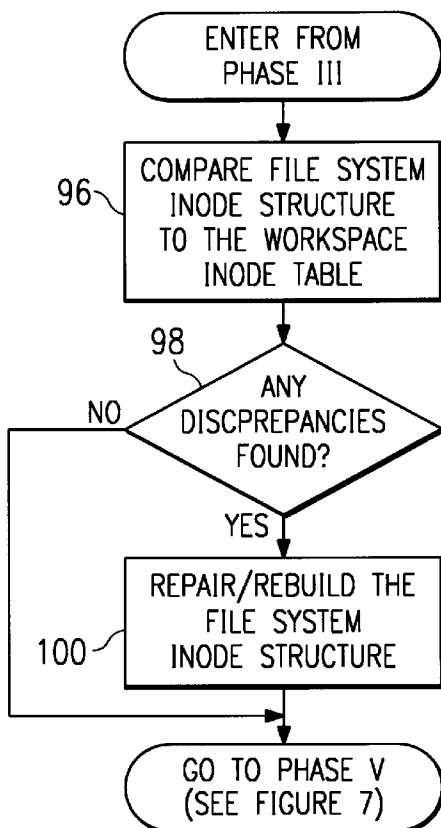 ENTER FROM
PHASE III
96
COMPARE FILE SYSTEM
INODE STRUCTURE
TO THE WORKSPACE
INODE TABLE
98
ANY
DISCPREPANCIES
FOUND?
NO
YES
100
REPAIR/REBUILD THE
FILE SYSTEM
INODE STRUCTURE
GO TO PHASE V
(SEE FIGURE 7)